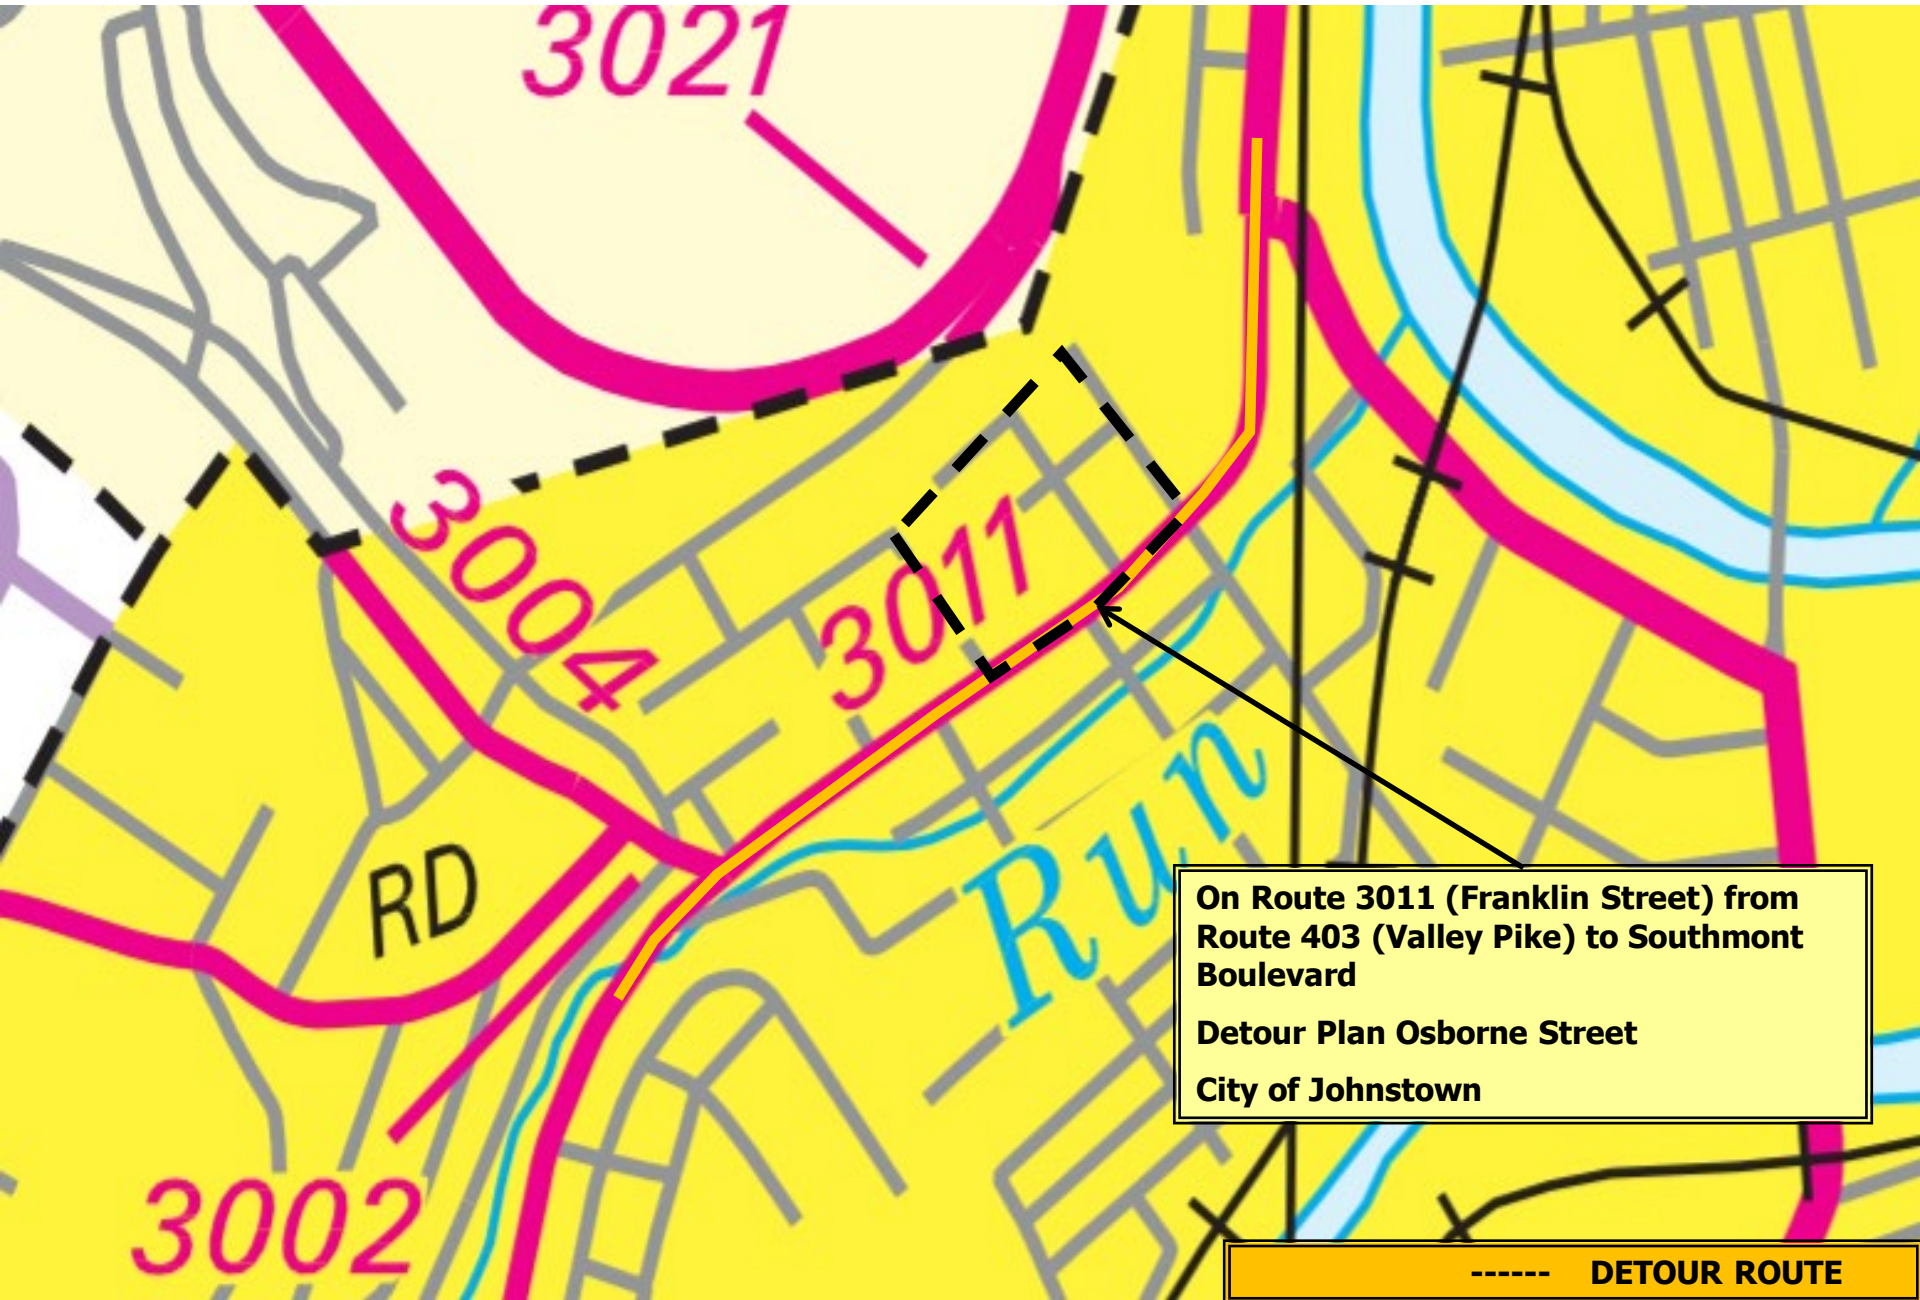 3021
3004
3011
RD
Run
3002
On Route 3011 (Franklin Street) from
Route 403 (Valley Pike) to Southmont
Boulevard
Detour Plan Osborne Street
City of Johnstown
------ DETOUR ROUTE